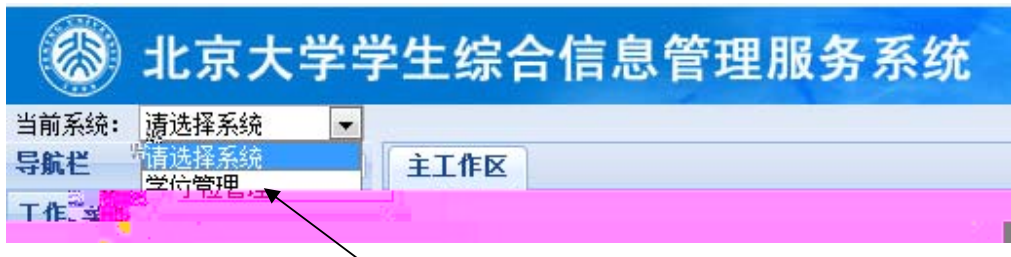 北京大学学生综合信息管理服务系统
当前系统: 请选择系统
导航栏 请选择系统 主工作区
学位管理
工作